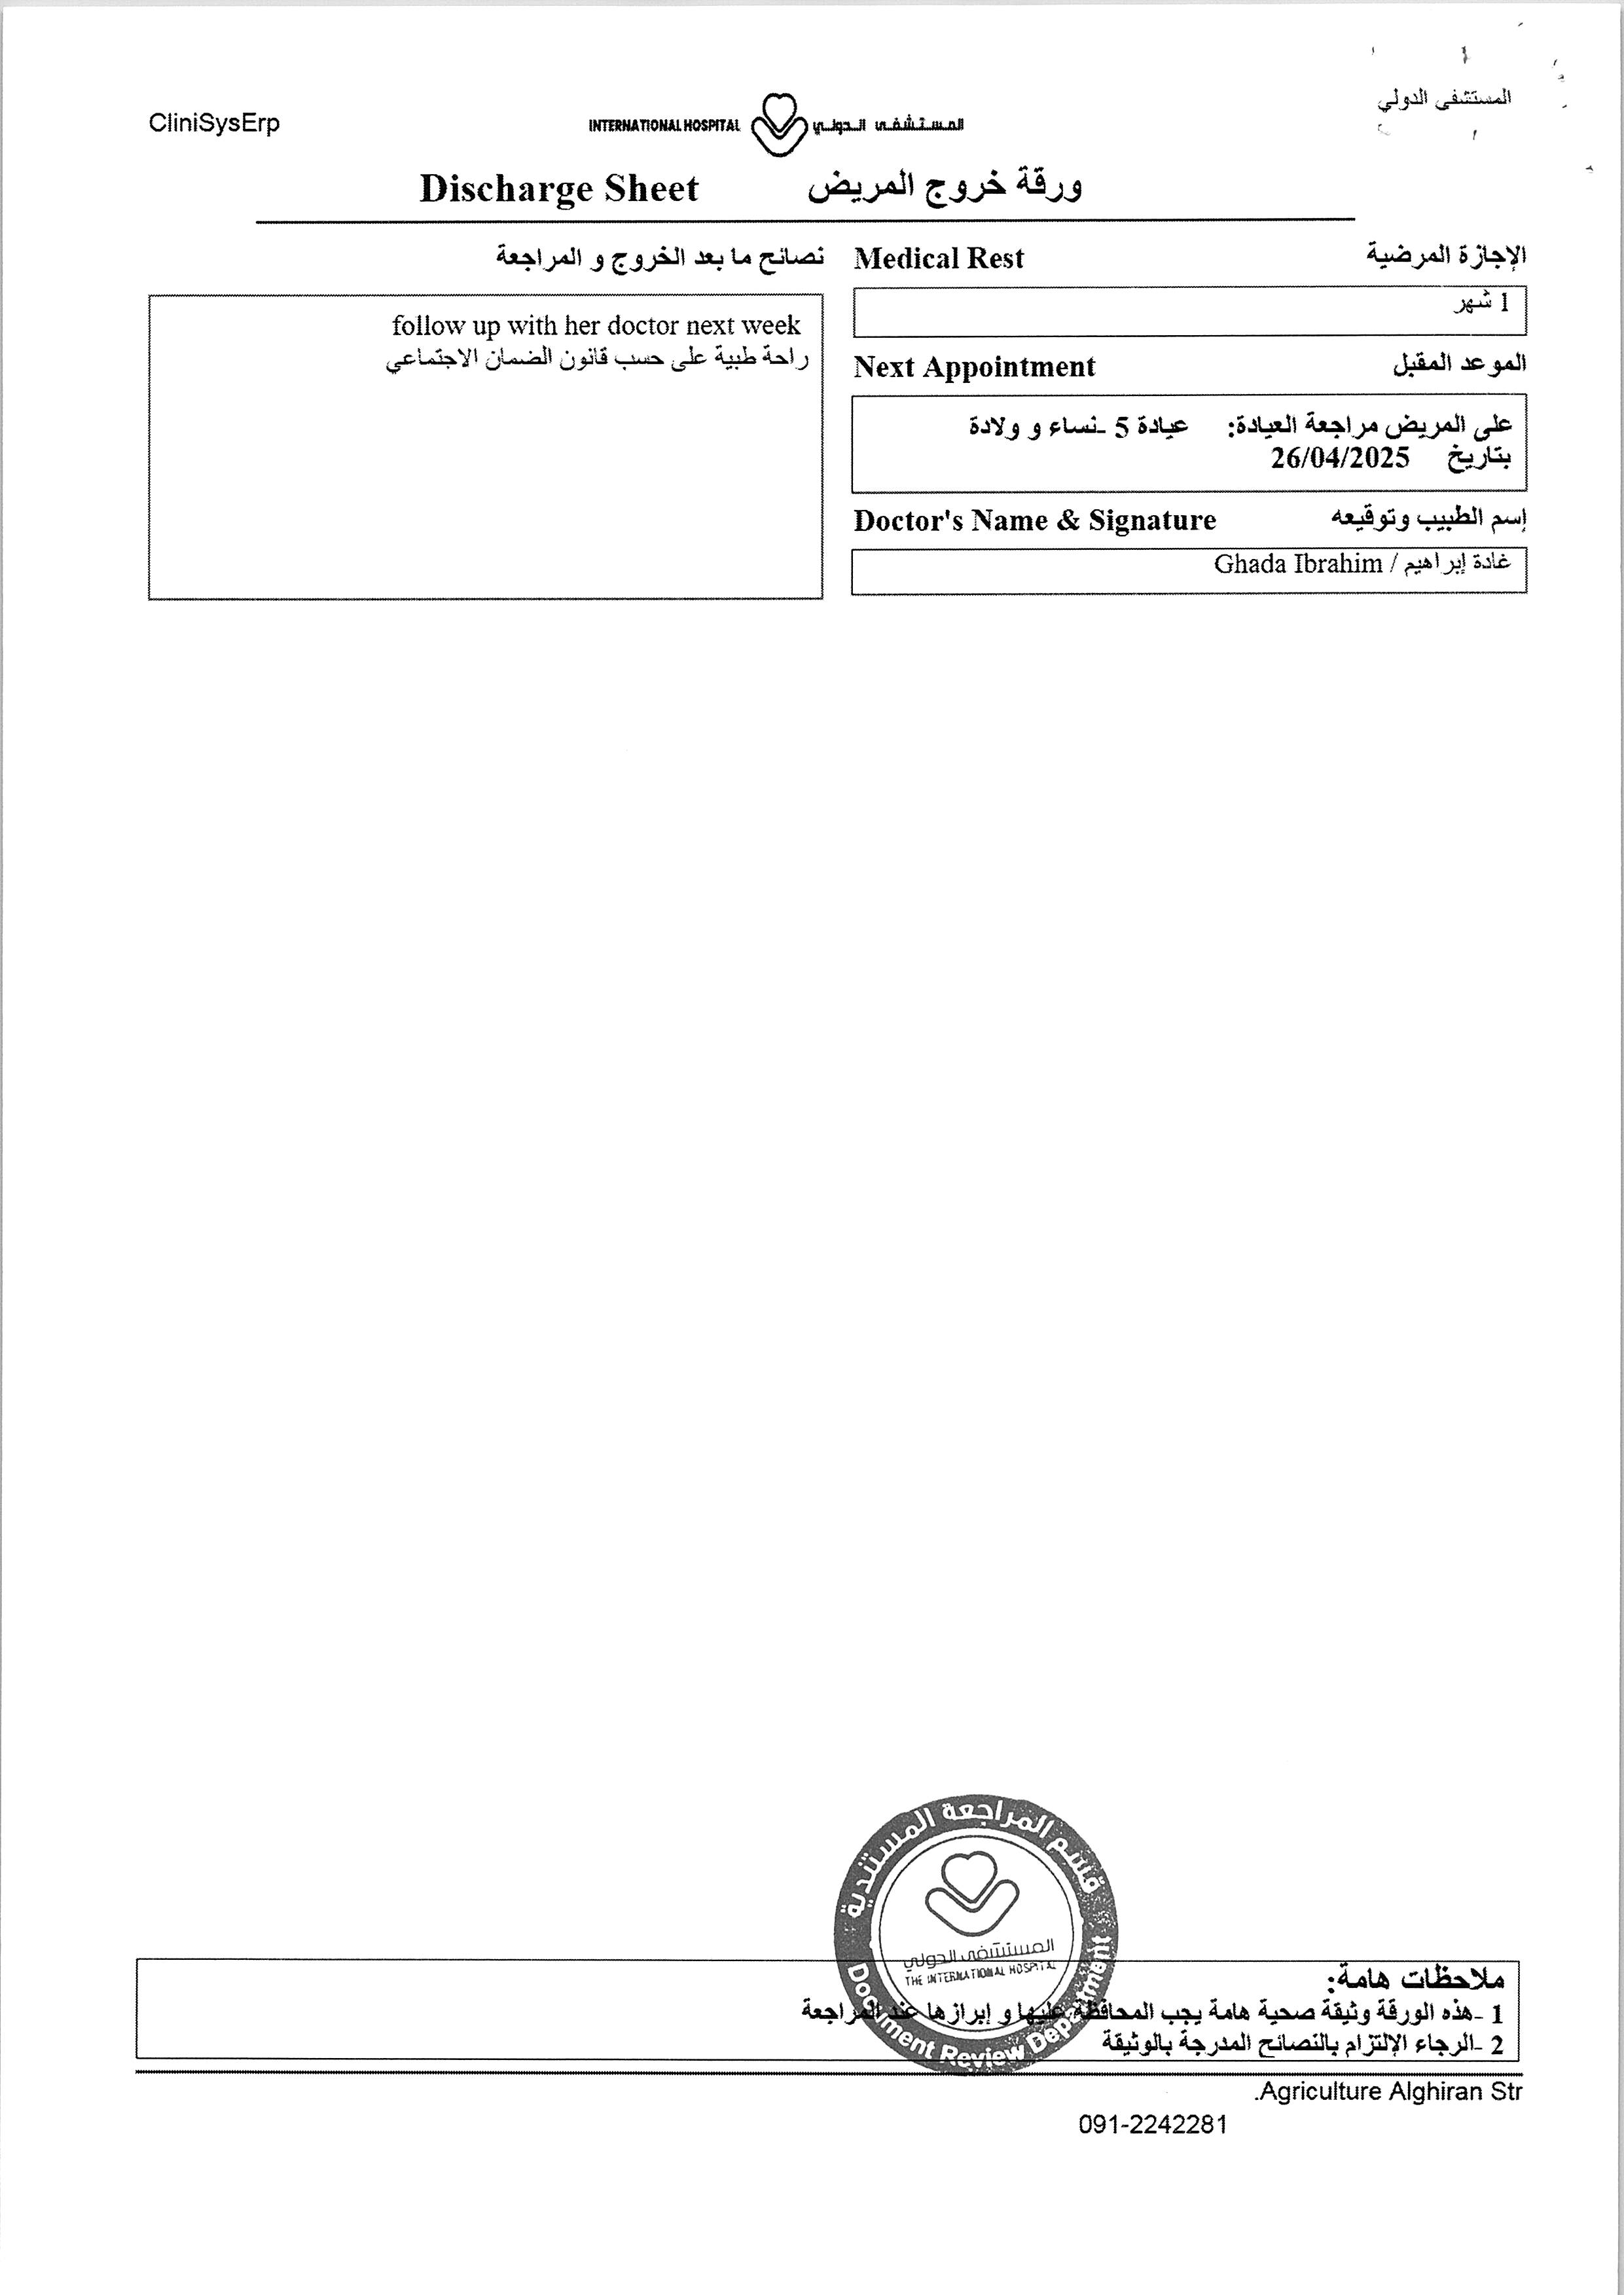 المستشفى الدولي
CliniSysErp
INTERNATIONAL HOSPITAL المستشفى الدولي
Discharge Sheet ورقة خروج المريض
Medical Rest الإجازة المرضية
1 شهر
Next Appointment الموعد المقبل
على المريض مراجعة العيادة: عيادة 5 -نساء و ولادة
بتاريخ 26/04/2025
Doctor's Name & Signature إسم الطبيب وتوقيعه
غادة إبراهيم / Ghada Ibrahim
نصائح ما بعد الخروج و المراجعة
follow up with her doctor next week
راحة طبية على حسب قانون الضمان الاجتماعي
قسم المراجعة المستندية
المستشفى الدولي
THE INTERNATIONAL HOSPITAL
Document Review Department
ملاحظات هامة:
1 -هذه الورقة وثيقة صحية هامة يجب المحافظة عليها و إبرازها عند المراجعة
2 -الرجاء الإلتزام بالنصائح المدرجة بالوثيقة
.Agriculture Alghiran Str
091-2242281